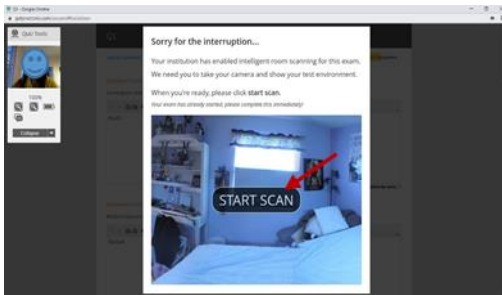 Quiz Tools
100%
Collapse
Sorry for the interruption...
Your institution has enabled intelligent room scanning for this exam.
We need you to take your camera and show your test environment.
When you're ready, please click start scan.
Your exam has already started, please complete this immediately!
START SCAN